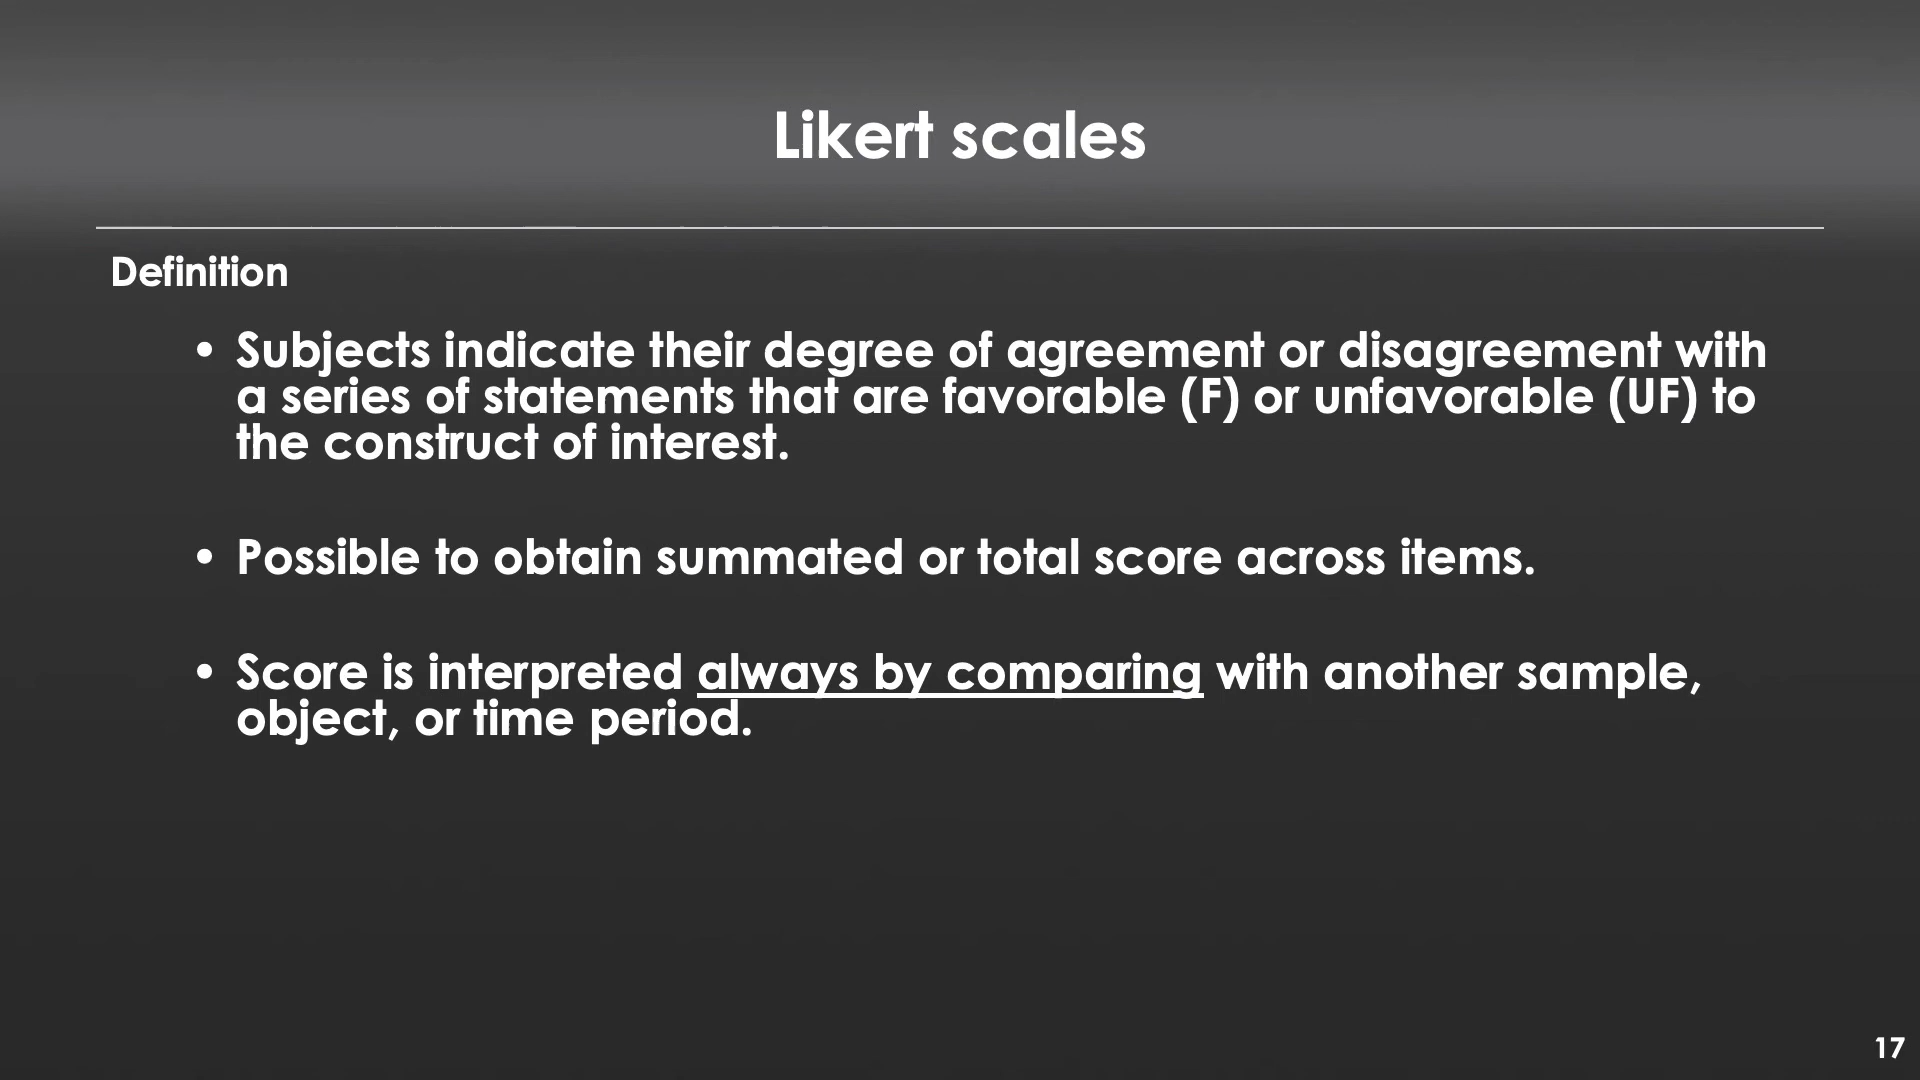 Likert scales
Definition
• Subjects indicate their degree of agreement or disagreement with
a series of statements that are favorable (F) or unfavorable (UF) to
the construct of interest.
• Possible to obtain summated or total score across items.
• Score is interpreted always by comparing with another sample,
object, or time period.
17